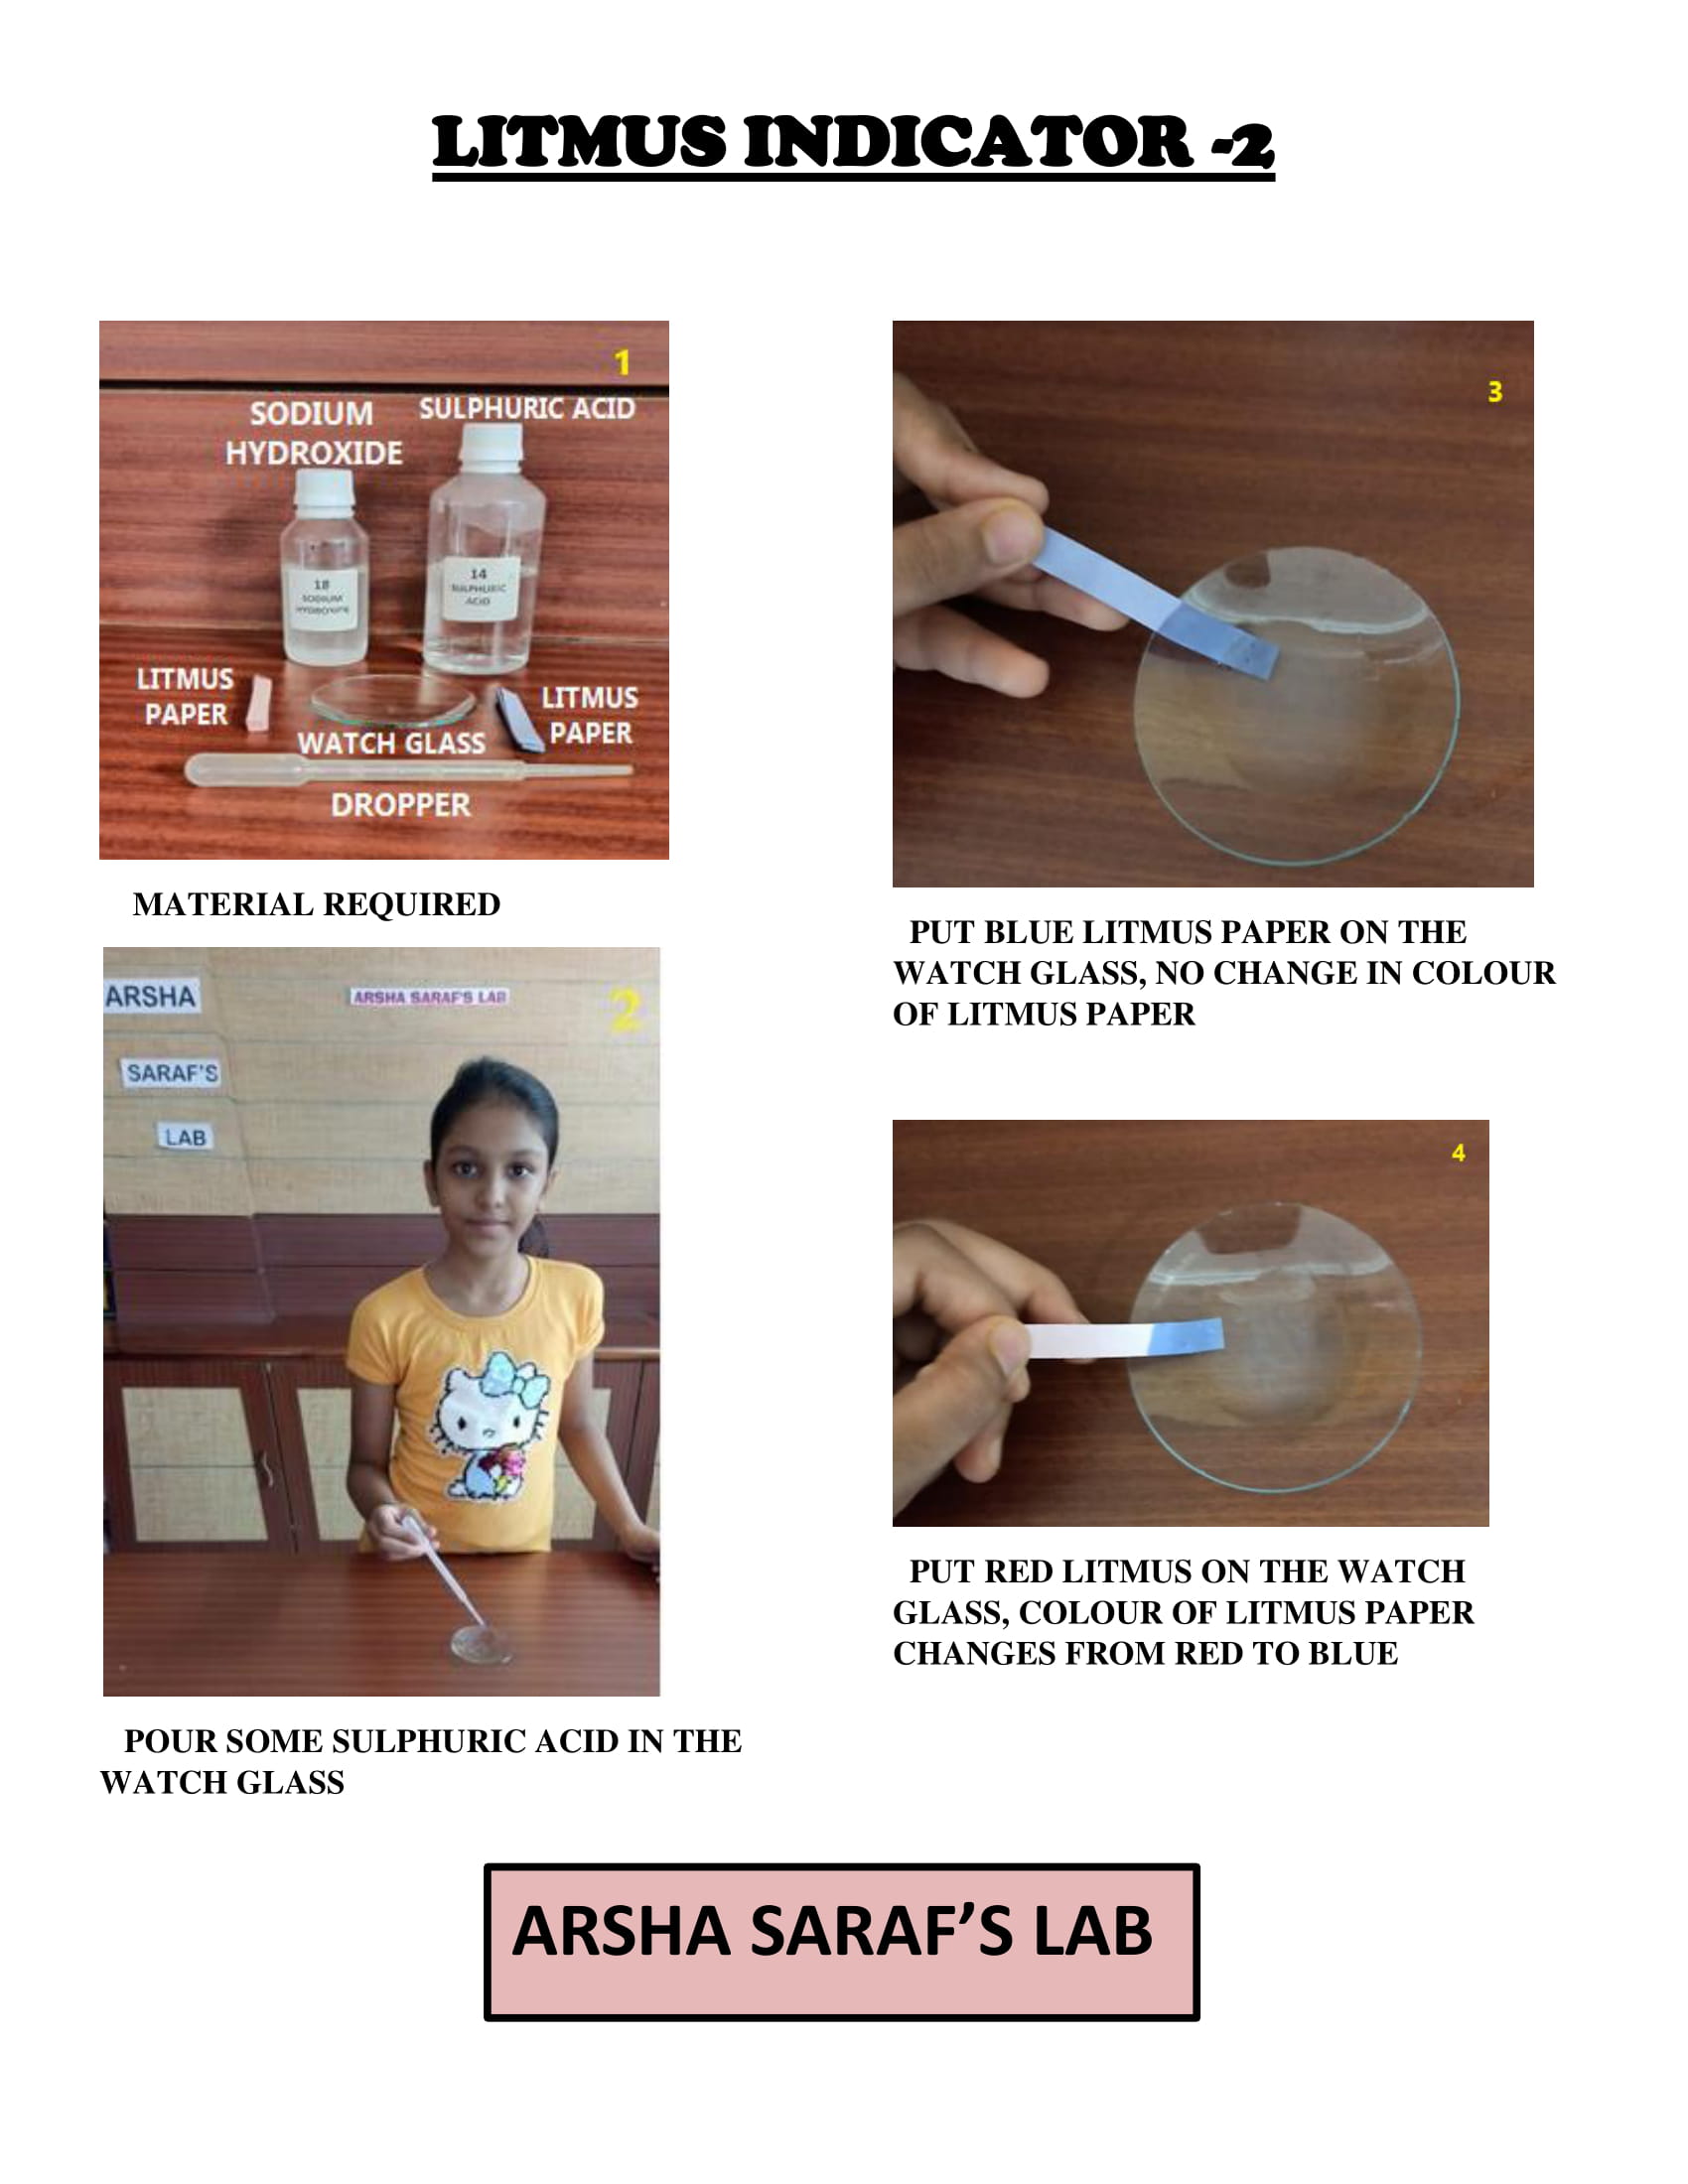 LITMUS INDICATOR -2
1
SODIUM
HYDROXIDE
SULPHURIC ACID
18
SODIUM
HYDROXIDE
14
SULPHURIC
ACID
LITMUS
PAPER
WATCH GLASS
LITMUS
PAPER
DROPPER
MATERIAL REQUIRED
ARSHA
SARAF'S
LAB
ARSHA SARAF'S LAB
2
POUR SOME SULPHURIC ACID IN THE
WATCH GLASS
3
PUT BLUE LITMUS PAPER ON THE
WATCH GLASS, NO CHANGE IN COLOUR
OF LITMUS PAPER
4
PUT RED LITMUS ON THE WATCH
GLASS, COLOUR OF LITMUS PAPER
CHANGES FROM RED TO BLUE
ARSHA SARAF’S LAB